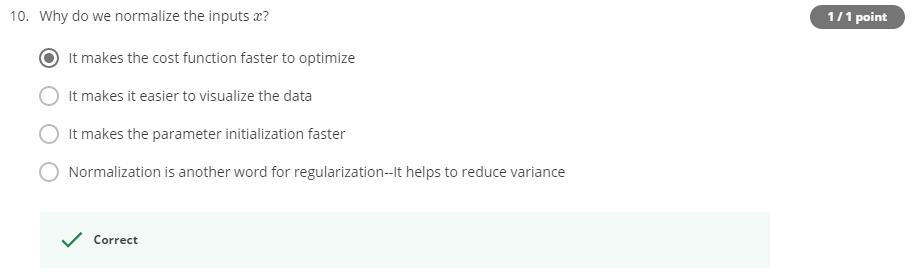 10. Why do we normalize the inputs x?
1 / 1 point
It makes the cost function faster to optimize
It makes it easier to visualize the data
It makes the parameter initialization faster
Normalization is another word for regularization--It helps to reduce variance
Correct